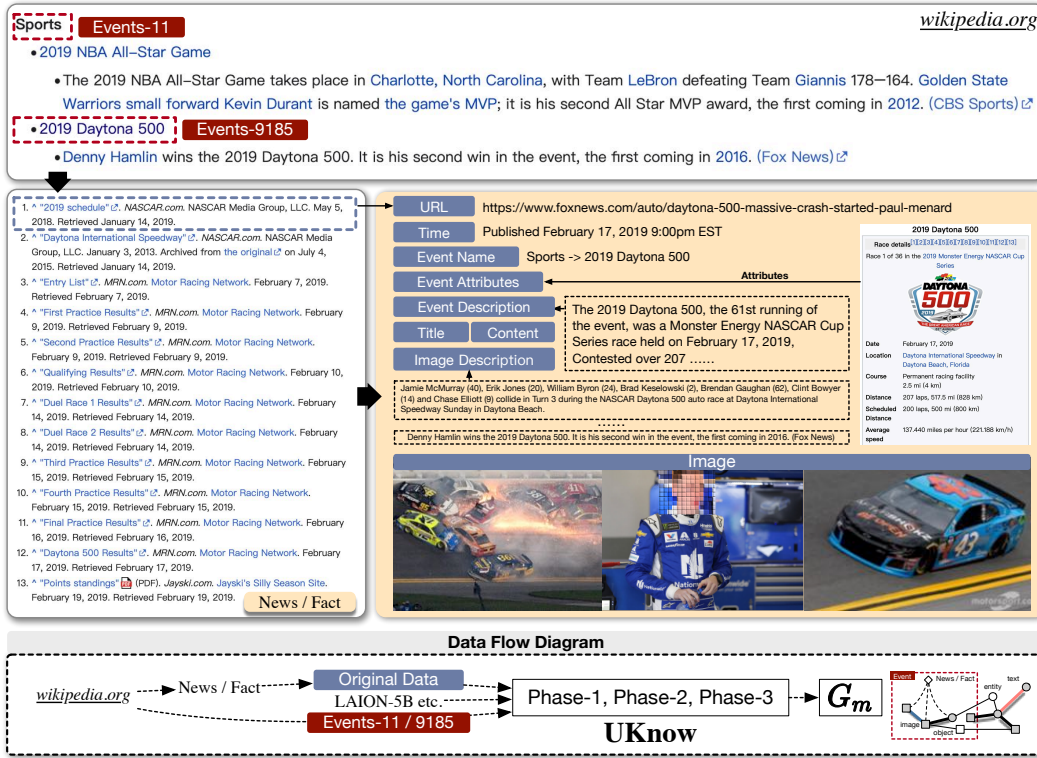 Sports Events-11 wikipedia.org
• 2019 NBA All–Star Game
• The 2019 NBA All–Star Game takes place in Charlotte, North Carolina, with Team LeBron defeating Team Giannis 178–164. Golden State
Warriors small forward Kevin Durant is named the game's MVP; it is his second All Star MVP award, the first coming in 2012. (CBS Sports)
• 2019 Daytona 500 Events-9185
• Denny Hamlin wins the 2019 Daytona 500. It is his second win in the event, the first coming in 2016. (Fox News)
1. ^ "2019 schedule". NASCAR.com. NASCAR Media Group, LLC. May 5,
2018. Retrieved January 14, 2019.
2. ^ "Daytona International Speedway". NASCAR.com. NASCAR Media
Group, LLC. January 3, 2013. Archived from the original on July 4,
2015. Retrieved January 14, 2019.
3. ^ "Entry List". MRN.com. Motor Racing Network. February 7, 2019.
Retrieved February 7, 2019.
4. ^ "First Practice Results". MRN.com. Motor Racing Network. February
9, 2019. Retrieved February 9, 2019.
5. ^ "Second Practice Results". MRN.com. Motor Racing Network.
February 9, 2019. Retrieved February 9, 2019.
6. ^ "Qualifying Results". MRN.com. Motor Racing Network. February 10,
2019. Retrieved February 10, 2019.
7. ^ "Duel Race 1 Results". MRN.com. Motor Racing Network. February
14, 2019. Retrieved February 14, 2019.
8. ^ "Duel Race 2 Results". MRN.com. Motor Racing Network. February
14, 2019. Retrieved February 14, 2019.
9. ^ "Third Practice Results". MRN.com. Motor Racing Network. February
15, 2019. Retrieved February 15, 2019.
10. ^ "Fourth Practice Results". MRN.com. Motor Racing Network.
February 15, 2019. Retrieved February 15, 2019.
11. ^ "Final Practice Results". MRN.com. Motor Racing Network. February
16, 2019. Retrieved February 16, 2019.
12. ^ "Daytona 500 Results". MRN.com. Motor Racing Network. February
17, 2019. Retrieved February 17, 2019.
13. ^ "Points standings" (PDF). Jayski.com. Jayski's Silly Season Site.
February 19, 2019. Retrieved February 19, 2019.
News / Fact
URL https://www.foxnews.com/auto/daytona-500-massive-crash-started-paul-menard
Time Published February 17, 2019 9:00pm EST
Event Name Sports -> 2019 Daytona 500
Event Attributes Attributes
Event Description
Title Content
Image Description
The 2019 Daytona 500, the 61st running of
the event, was a Monster Energy NASCAR Cup
Series race held on February 17, 2019,
Contested over 207 ......
Jamie McMurray (40), Erik Jones (20), William Byron (24), Brad Keselowski (2), Brendan Gaughan (62), Clint Bowyer
(14) and Chase Elliott (9) collide in Turn 3 during the NASCAR Daytona 500 auto race at Daytona International
Speedway Sunday in Daytona Beach.
......
Denny Hamlin wins the 2019 Daytona 500. It is his second win in the event, the first coming in 2016. (Fox News)
2019 Daytona 500
Race details[1][2][3][4][5][6][7][8][9][10][11][12][13]
Race 1 of 36 in the 2019 Monster Energy NASCAR Cup
Series
DAYTONA
500
2019
Date February 17, 2019
Location Daytona International Speedway in
Daytona Beach, Florida
Course Permanent racing facility
2.5 mi (4 km)
Distance 207 laps, 517.5 mi (828 km)
Scheduled 200 laps, 500 mi (800 km)
Distance
Average 137.440 miles per hour (221.188 km/h)
speed
Image
Nationwide
43
Data Flow Diagram
wikipedia.org
News / Fact
Original Data
LAION-5B etc.
Events-11 / 9185
Phase-1, Phase-2, Phase-3
UKnow
Gm
Event
News / Fact
entity
text
image
object